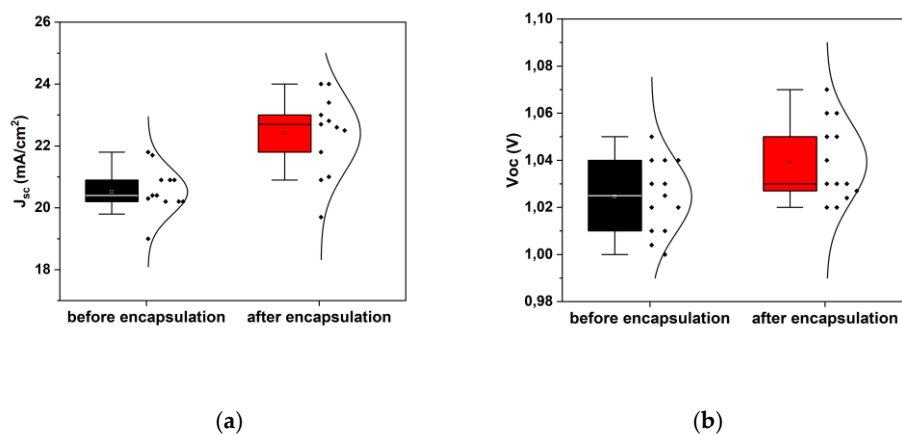 26
24
22
20
18
J_sc (mA/cm²)
before encapsulation
after encapsulation
(a)
1,10
1,08
1,06
1,04
1,02
1,00
0,98
Voc (V)
before encapsulation
after encapsulation
(b)